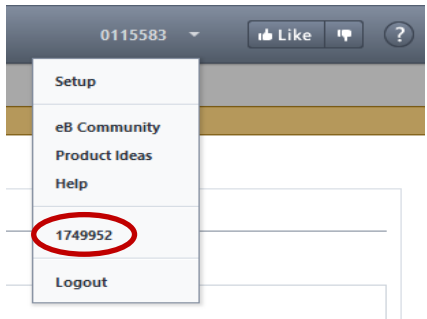 0115583 Like ?
Setup
eB Community
Product Ideas
Help
1749952
Logout